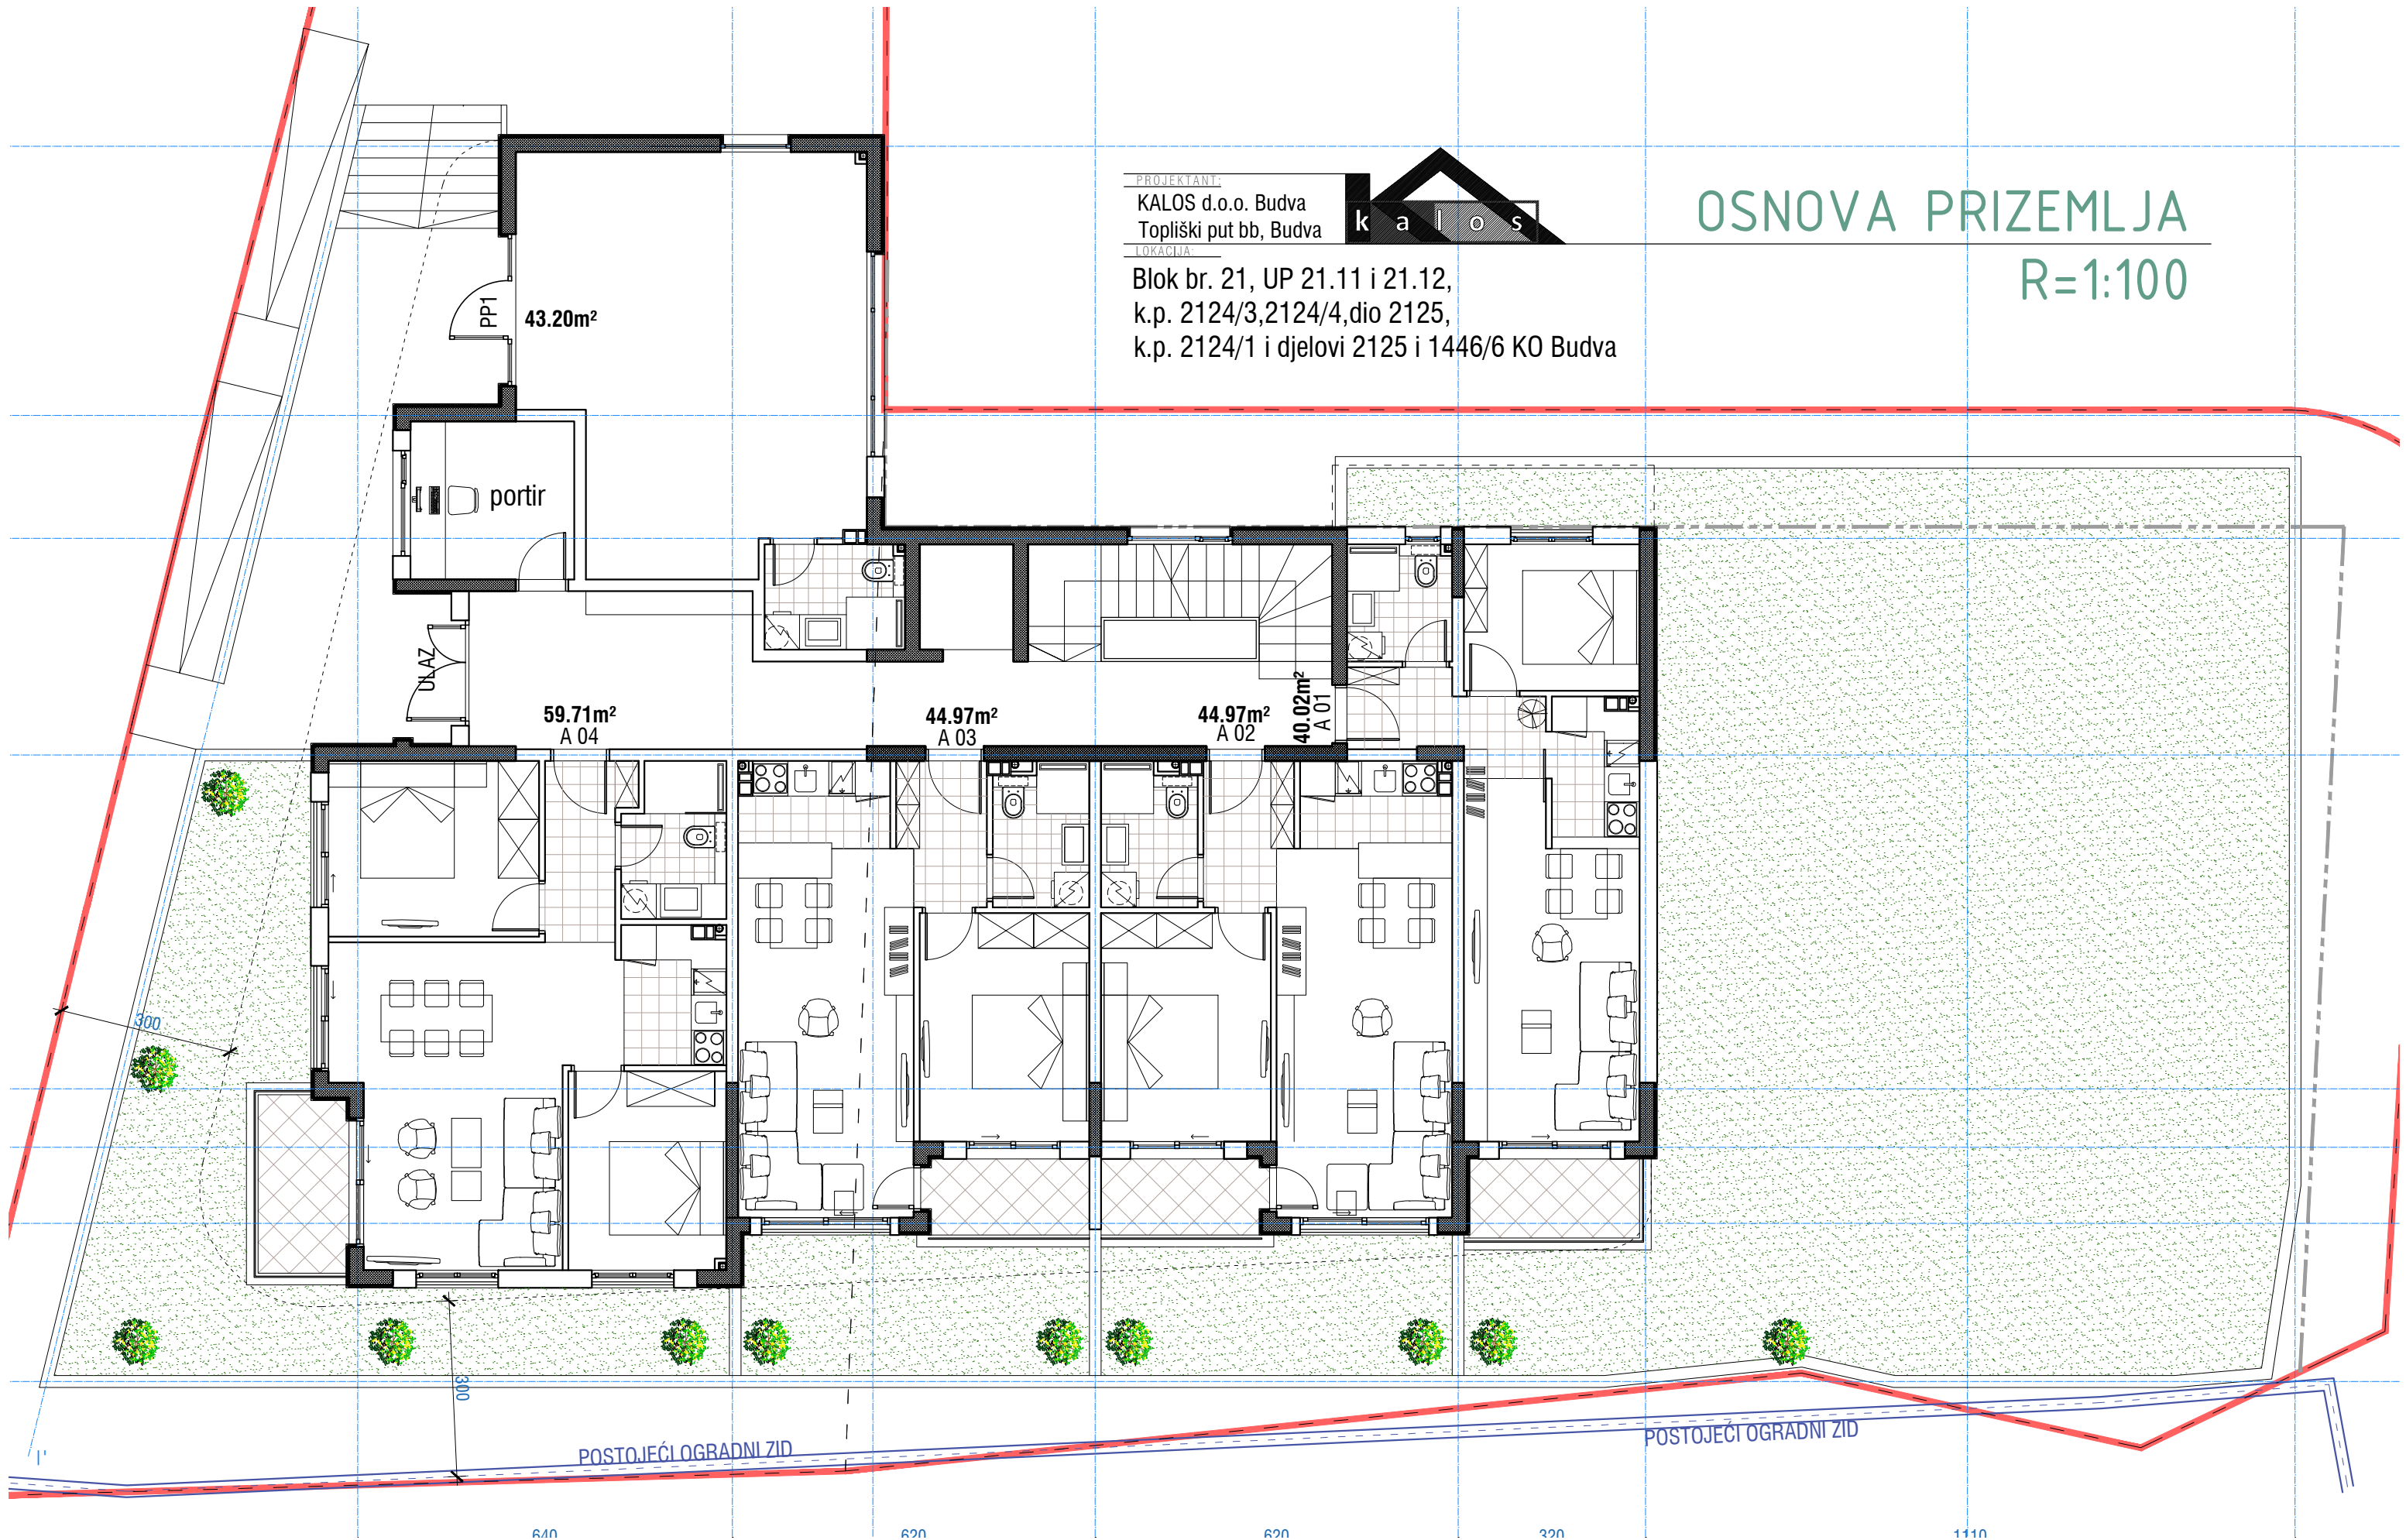 PROJEKTANT:
KALOS d.o.o. Budva
Topliški put bb, Budva
k a l o s
OSNOVA PRIZEMLJA
R=1:100
LOKACIJA:
Blok br. 21, UP 21.11 i 21.12,
k.p. 2124/3,2124/4,dio 2125,
k.p. 2124/1 i djelovi 2125 i 1446/6 KO Budva
PP1
43.20m²
portir
ULAZ
59.71m²
A 04
44.97m²
A 03
44.97m²
A 02
40.02m²
A 01
300
300
I'
POSTOJEĆI OGRADNI ZID
POSTOJEĆI OGRADNI ZID
640
620
620
320
1110